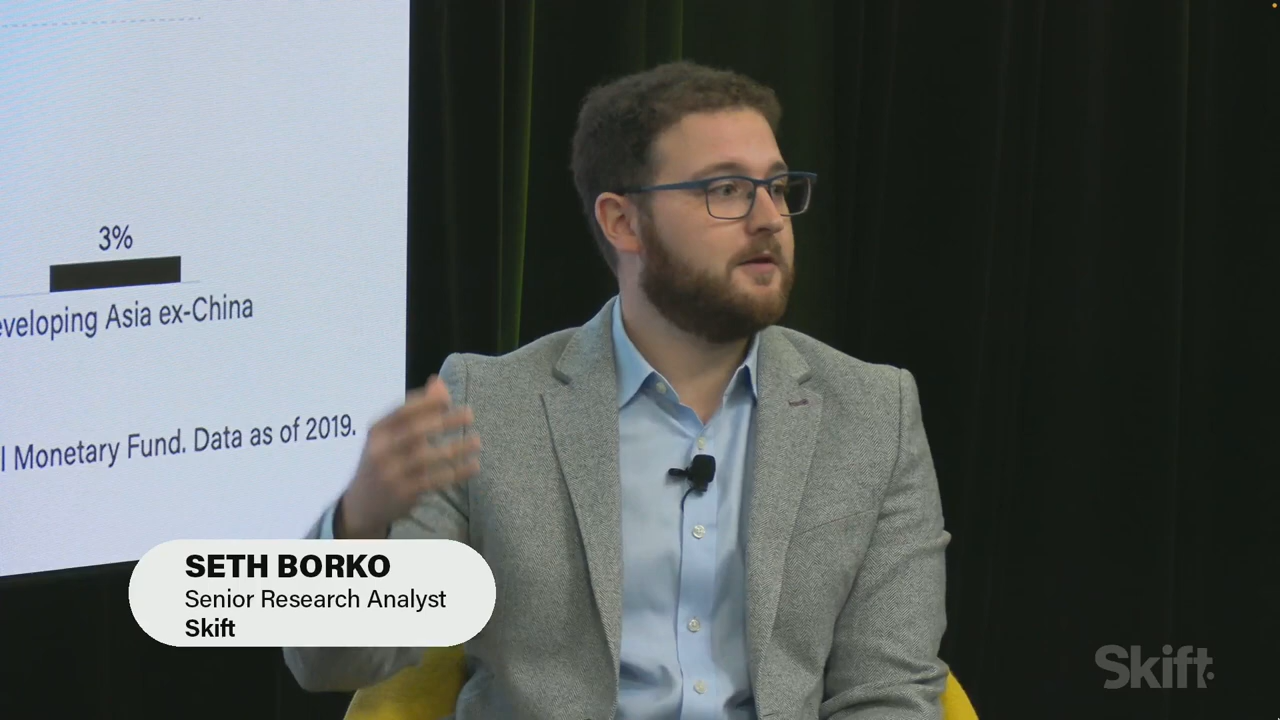 3%
eveloping Asia ex-China
l Monetary Fund. Data as of 2019.
SETH BORKO
Senior Research Analyst
Skift
Skift.